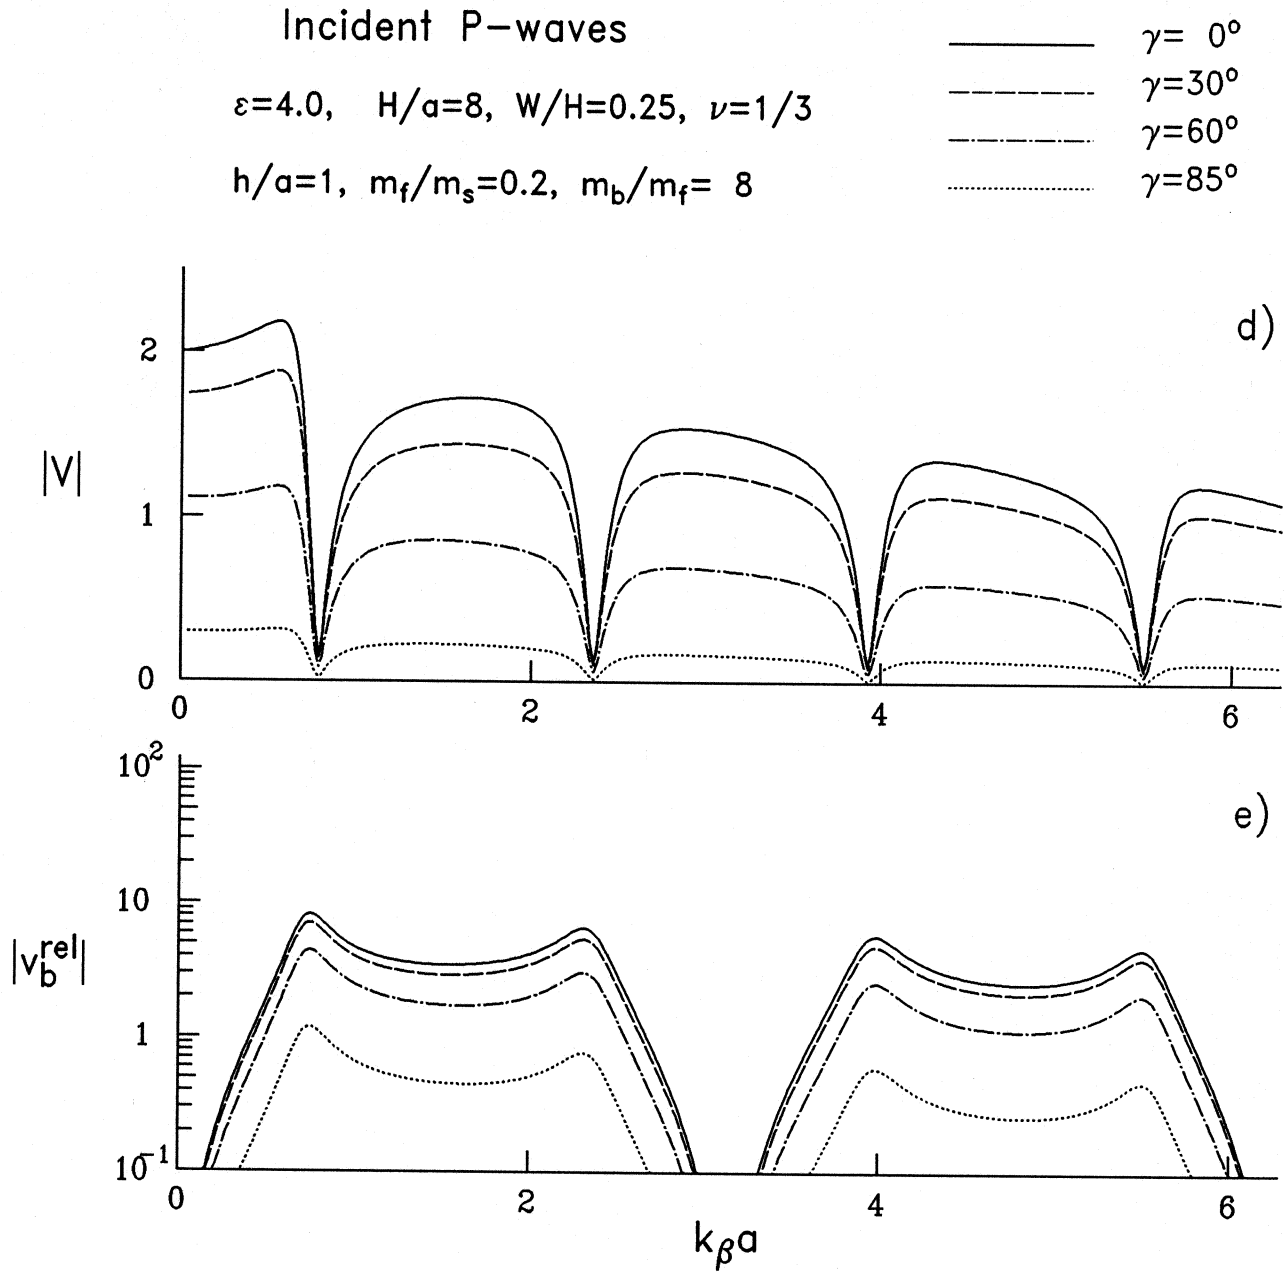 Incident P-waves
ε=4.0, H/a=8, W/H=0.25, ν=1/3
h/a=1, m_f/m_s=0.2, m_b/m_f= 8
γ= 0°
γ=30°
γ=60°
γ=85°
d)
|V|
2
1
0
0 2 4 6
e)
|v_b^rel|
10^2
10
1
10^-1
0 2 4 6
k_βa